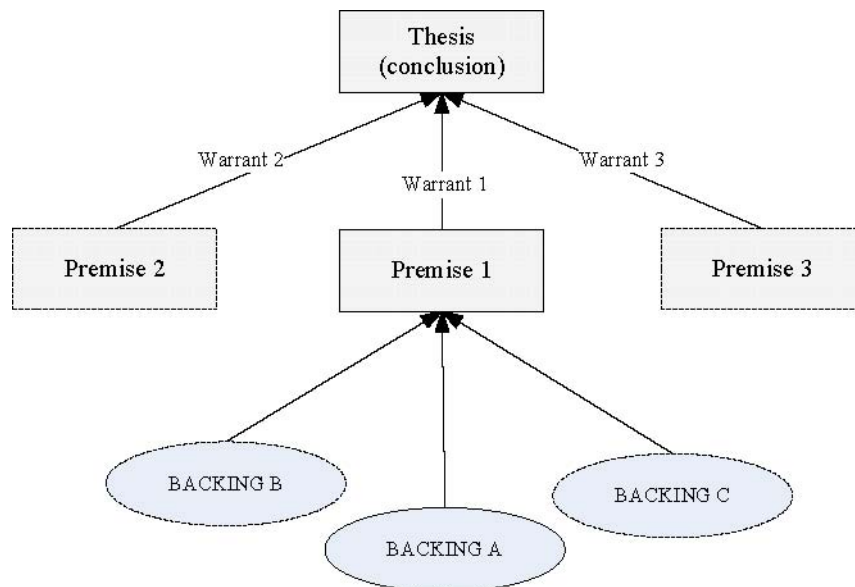 Thesis
(conclusion)
Warrant 2
Warrant 3
Warrant 1
Premise 2
Premise 1
Premise 3
BACKING B
BACKING C
BACKING A